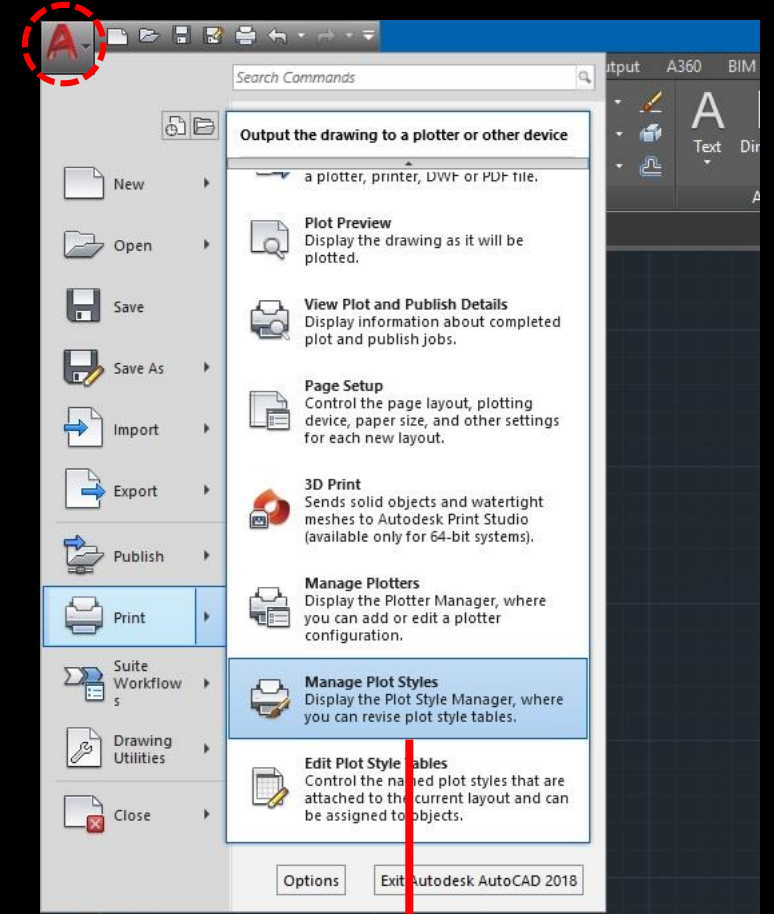 A
Search Commands
tput A360 BIM
Output the drawing to a plotter or other device
Text
New
Open
Save
Save As
Import
Export
Publish
Print
Suite
Workflow
s
Drawing
Utilities
Close
a plotter, printer, DWF or PDF file.
Plot Preview
Display the drawing as it will be
plotted.
View Plot and Publish Details
Display information about completed
plot and publish jobs.
Page Setup
Control the page layout, plotting
device, paper size, and other settings
for each new layout.
3D Print
Sends solid objects and watertight
meshes to Autodesk Print Studio
(available only for 64-bit systems).
Manage Plotters
Display the Plotter Manager, where
you can add or edit a plotter
configuration.
Manage Plot Styles
Display the Plot Style Manager, where
you can revise plot style tables.
Edit Plot Style Tables
Control the named plot styles that are
attached to the current layout and can
be assigned to objects.
Options
Exit Autodesk AutoCAD 2018